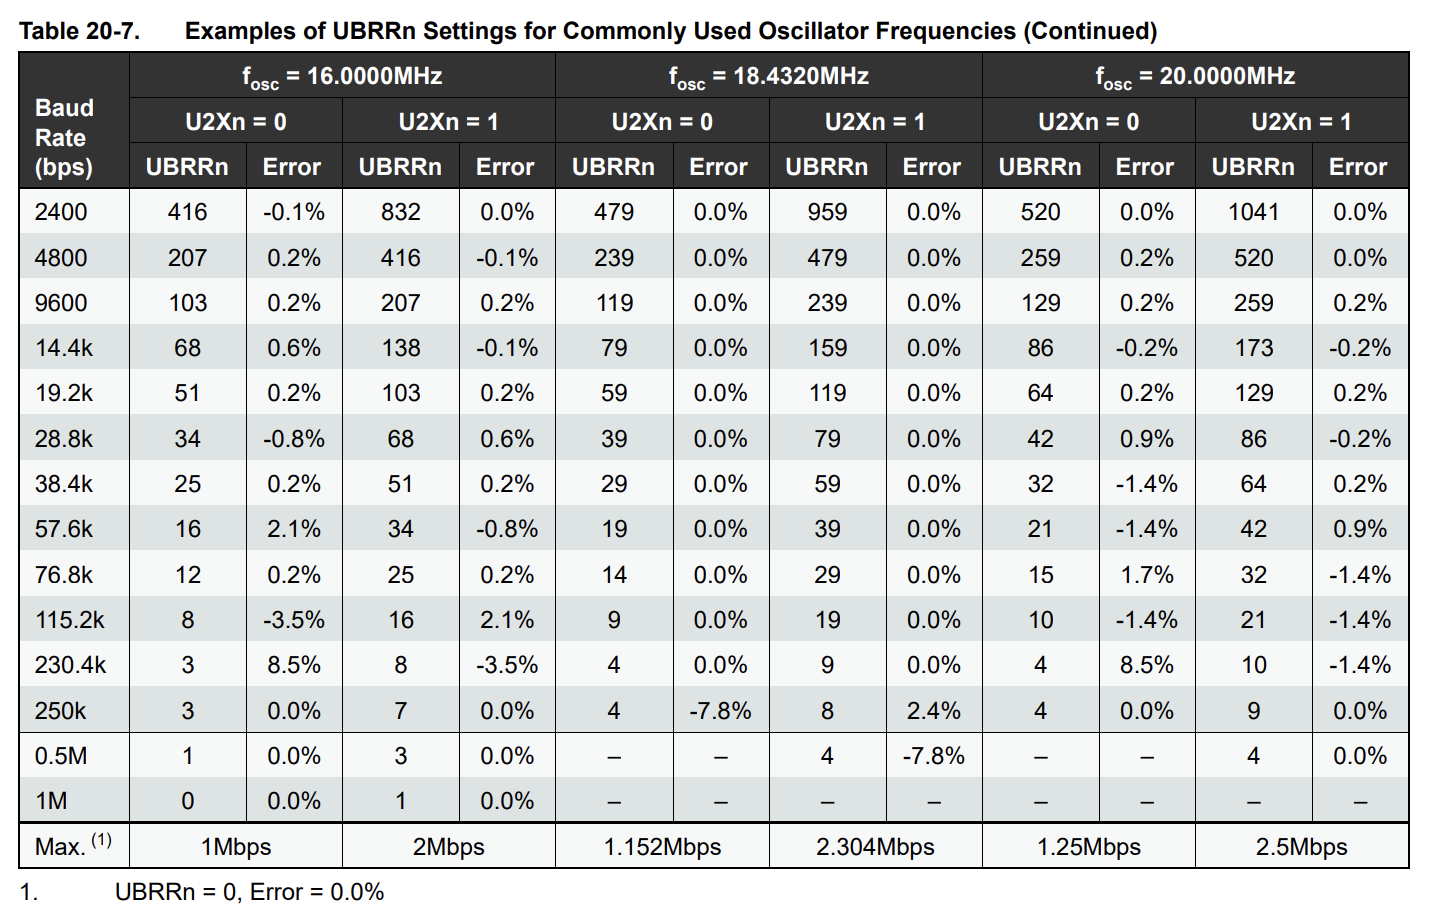 Table 20-7. Examples of UBRRn Settings for Commonly Used Oscillator Frequencies (Continued)
fosc = 16.0000MHz fosc = 18.4320MHz fosc = 20.0000MHz
Baud Rate (bps) U2Xn = 0 U2Xn = 1 U2Xn = 0 U2Xn = 1 U2Xn = 0 U2Xn = 1
UBRRn Error UBRRn Error UBRRn Error UBRRn Error UBRRn Error UBRRn Error
2400 416 -0.1% 832 0.0% 479 0.0% 959 0.0% 520 0.0% 1041 0.0%
4800 207 0.2% 416 -0.1% 239 0.0% 479 0.0% 259 0.2% 520 0.0%
9600 103 0.2% 207 0.2% 119 0.0% 239 0.0% 129 0.2% 259 0.2%
14.4k 68 0.6% 138 -0.1% 79 0.0% 159 0.0% 86 -0.2% 173 -0.2%
19.2k 51 0.2% 103 0.2% 59 0.0% 119 0.0% 64 0.2% 129 0.2%
28.8k 34 -0.8% 68 0.6% 39 0.0% 79 0.0% 42 0.9% 86 -0.2%
38.4k 25 0.2% 51 0.2% 29 0.0% 59 0.0% 32 -1.4% 64 0.2%
57.6k 16 2.1% 34 -0.8% 19 0.0% 39 0.0% 21 -1.4% 42 0.9%
76.8k 12 0.2% 25 0.2% 14 0.0% 29 0.0% 15 1.7% 32 -1.4%
115.2k 8 -3.5% 16 2.1% 9 0.0% 19 0.0% 10 -1.4% 21 -1.4%
230.4k 3 8.5% 8 -3.5% 4 0.0% 9 0.0% 4 8.5% 10 -1.4%
250k 3 0.0% 7 0.0% 4 -7.8% 8 2.4% 4 0.0% 9 0.0%
0.5M 1 0.0% 3 0.0% – – 4 -7.8% – – 4 0.0%
1M 0 0.0% 1 0.0% – – – – – – – –
Max. (1) 1Mbps 2Mbps 1.152Mbps 2.304Mbps 1.25Mbps 2.5Mbps
1. UBRRn = 0, Error = 0.0%